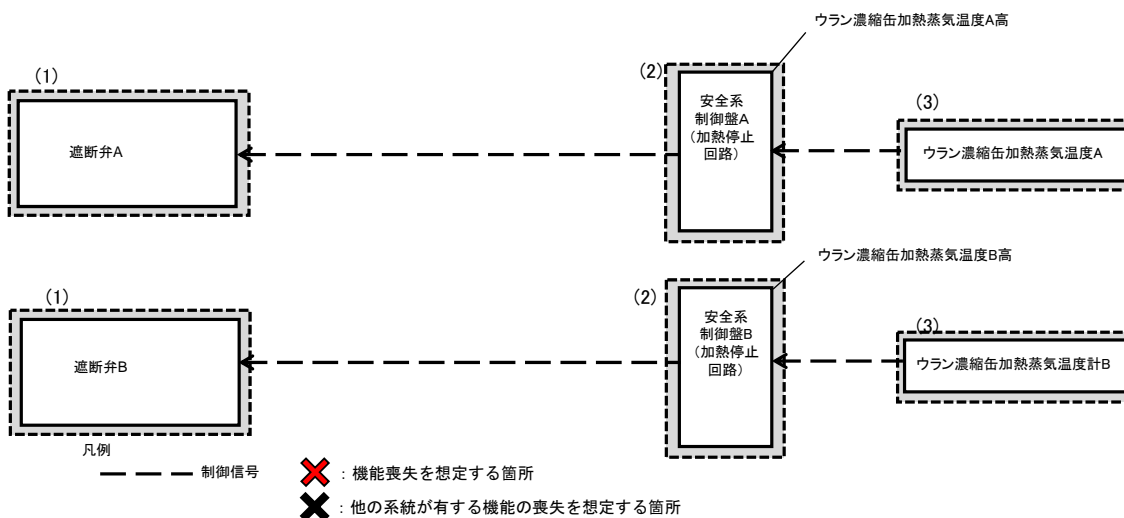 ウラン濃縮缶加熱蒸気温度A高
(1)
(2)
(3)
遮断弁A
安全系
制御盤A
(加熱停止
回路)
ウラン濃縮缶加熱蒸気温度A
ウラン濃縮缶加熱蒸気温度B高
(1)
(2)
(3)
遮断弁B
安全系
制御盤B
(加熱停止
回路)
ウラン濃縮缶加熱蒸気温度計B
凡例
制御信号
:機能喪失を想定する箇所
:他の系統が有する機能の喪失を想定する箇所